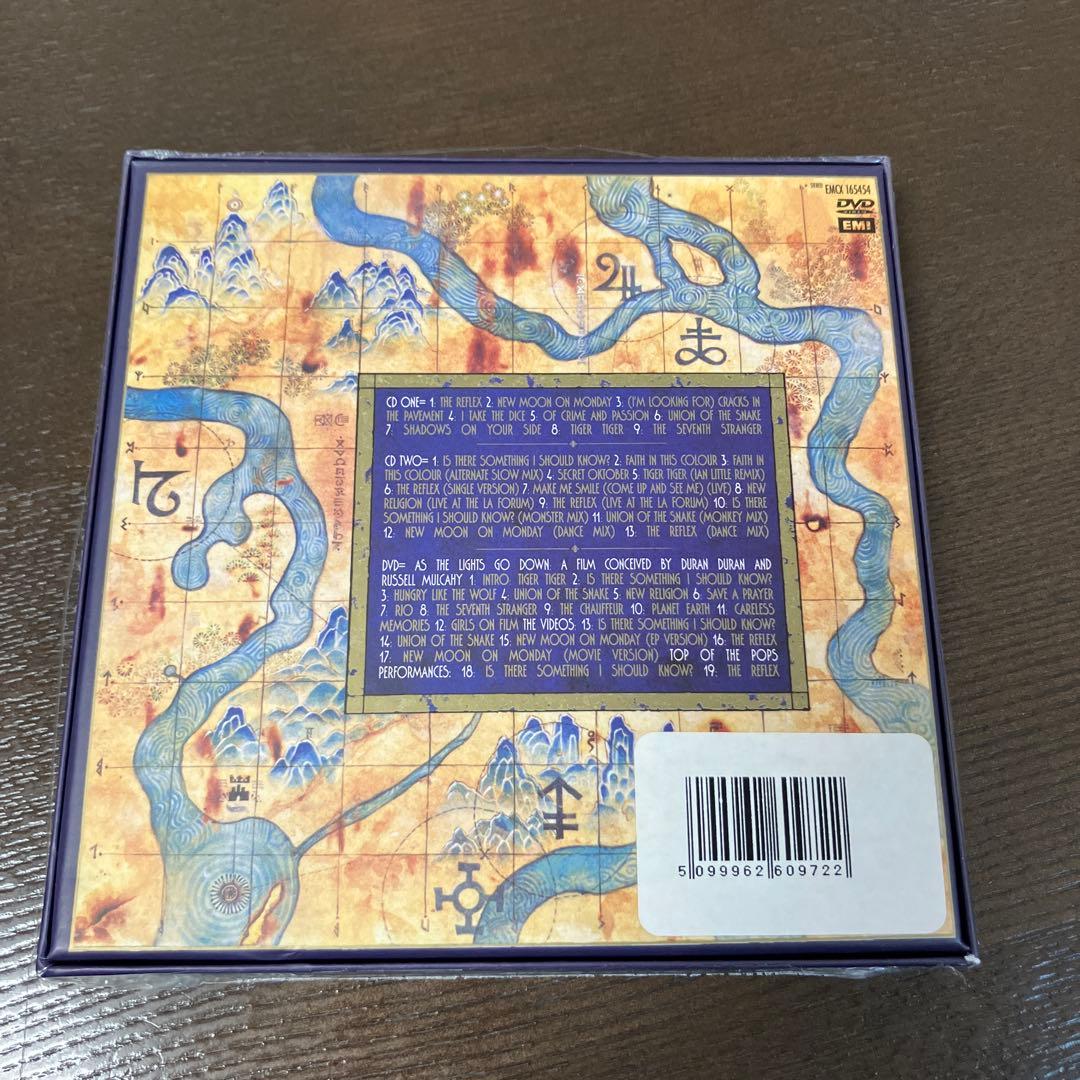 STEREO EMCX 165454
DVD
VIDEO
EMI
CD ONE= 1. THE REFLEX 2. NEW MOON ON MONDAY 3. (I'M LOOKING FOR) CRACKS IN
THE PAVEMENT 4. I TAKE THE DICE 5. OF CRIME AND PASSION 6. UNION OF THE SNAKE
7. SHADOWS ON YOUR SIDE 8. TIGER TIGER 9. THE SEVENTH STRANGER
CD TWO= 1. IS THERE SOMETHING I SHOULD KNOW? 2. FAITH IN THIS COLOUR 3. FAITH IN
THIS COLOUR (ALTERNATE SLOW MIX) 4. SECRET OKTOBER 5. TIGER TIGER (IAN LITTLE REMIX)
6. THE REFLEX (SINGLE VERSION) 7. MAKE ME SMILE (COME UP AND SEE ME) (LIVE) 8. NEW
RELIGION (LIVE AT THE LA FORUM) 9. THE REFLEX (LIVE AT THE LA FORUM) 10. IS THERE
SOMETHING I SHOULD KNOW? (MONSTER MIX) 11. UNION OF THE SNAKE (MONKEY MIX)
12. NEW MOON ON MONDAY (DANCE MIX) 13. THE REFLEX (DANCE MIX)
DVD= AS THE LIGHTS GO DOWN: A FILM CONCEIVED BY DURAN DURAN AND
RUSSELL MULCAHY 1. INTRO: TIGER TIGER 2. IS THERE SOMETHING I SHOULD KNOW?
3. HUNGRY LIKE THE WOLF 4. UNION OF THE SNAKE 5. NEW RELIGION 6. SAVE A PRAYER
7. RIO 8. THE SEVENTH STRANGER 9. THE CHAUFFEUR 10. PLANET EARTH 11. CARELESS
MEMORIES 12. GIRLS ON FILM THE VIDEOS: 13. IS THERE SOMETHING I SHOULD KNOW?
14. UNION OF THE SNAKE 15. NEW MOON ON MONDAY (EP VERSION) 16. THE REFLEX
17. NEW MOON ON MONDAY (MOVIE VERSION) TOP OF THE POPS
PERFORMANCES: 18. IS THERE SOMETHING I SHOULD KNOW? 19. THE REFLEX
5 099962 609722